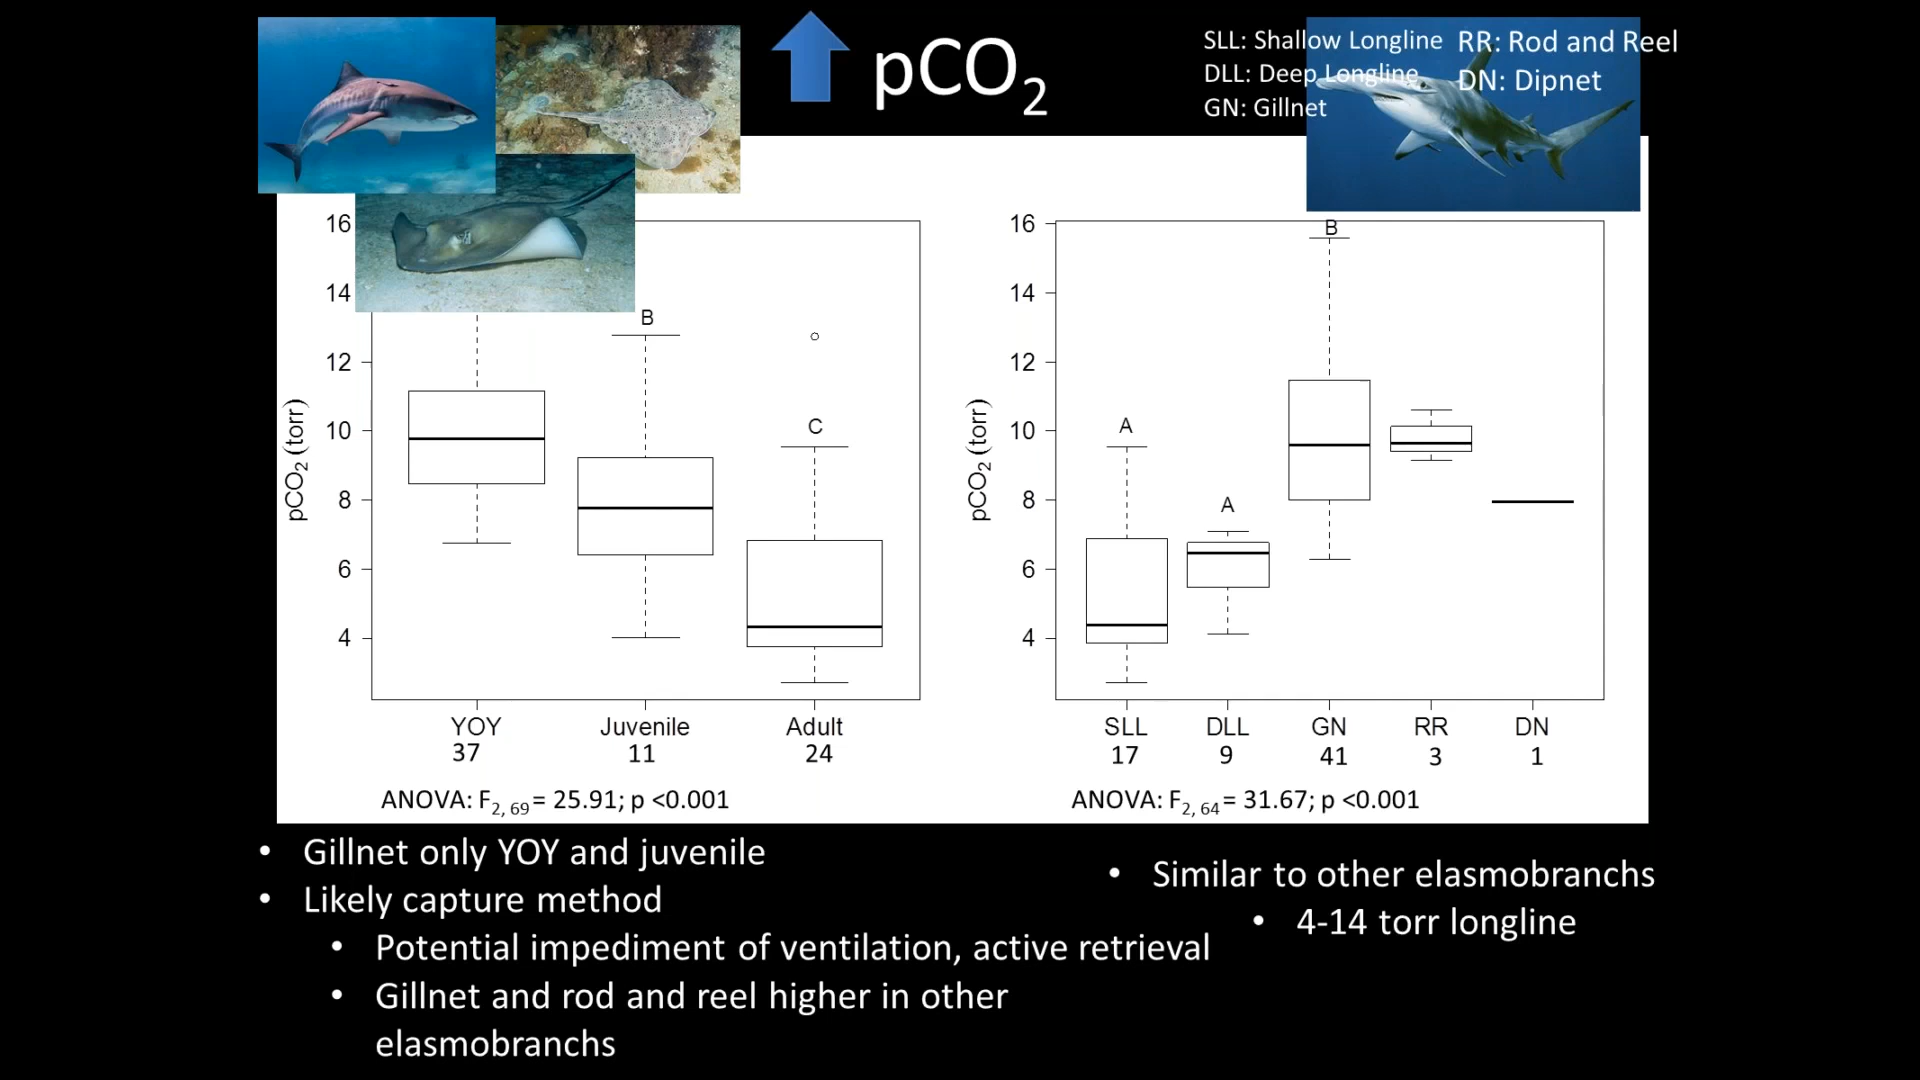 pCO2
SLL: Shallow Longline
DLL: Deep Longline
GN: Gillnet
RR: Rod and Reel
DN: Dipnet
16
14
12
10
8
6
4
pCO2 (torr)
B
C
YOY
Juvenile
Adult
37
11
24
ANOVA: F2, 69 = 25.91; p <0.001
16
14
12
10
8
6
4
pCO2 (torr)
A
A
B
SLL
DLL
GN
RR
DN
17
9
41
3
1
ANOVA: F2, 64 = 31.67; p <0.001
• Gillnet only YOY and juvenile
• Likely capture method
• Potential impediment of ventilation, active retrieval
• Gillnet and rod and reel higher in other
elasmobranchs
• Similar to other elasmobranchs
• 4-14 torr longline